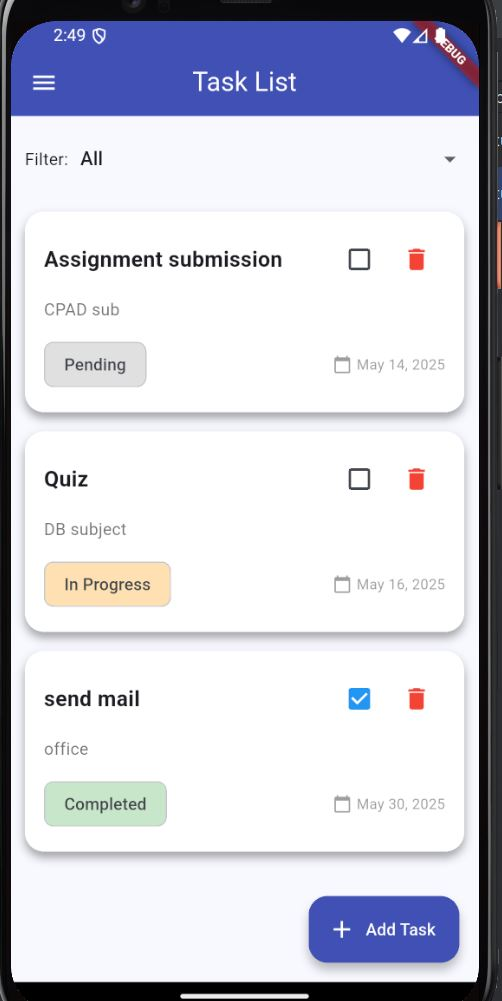 2:49
DEBUG
Task List
Filter: All
Assignment submission
CPAD sub
Pending
May 14, 2025
Quiz
DB subject
In Progress
May 16, 2025
send mail
office
Completed
May 30, 2025
+ Add Task